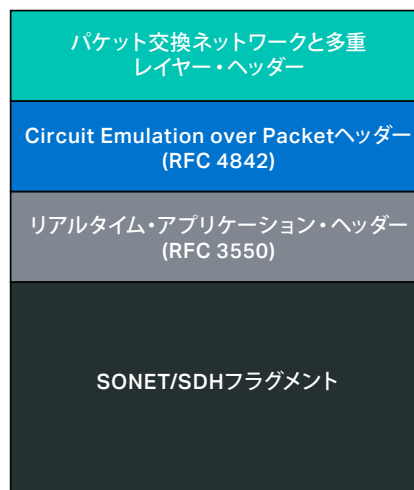 パケット交換ネットワークと多重
レイヤー・ヘッダー
Circuit Emulation over Packetヘッダー
(RFC 4842)
リアルタイム・アプリケーション・ヘッダー
(RFC 3550)
SONET/SDHフラグメント